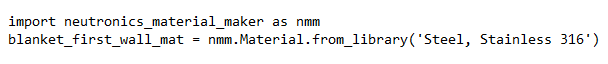 import neutronics_material_maker as nmm
blanket_first_wall_mat = nmm.Material.from_library('Steel, Stainless 316')